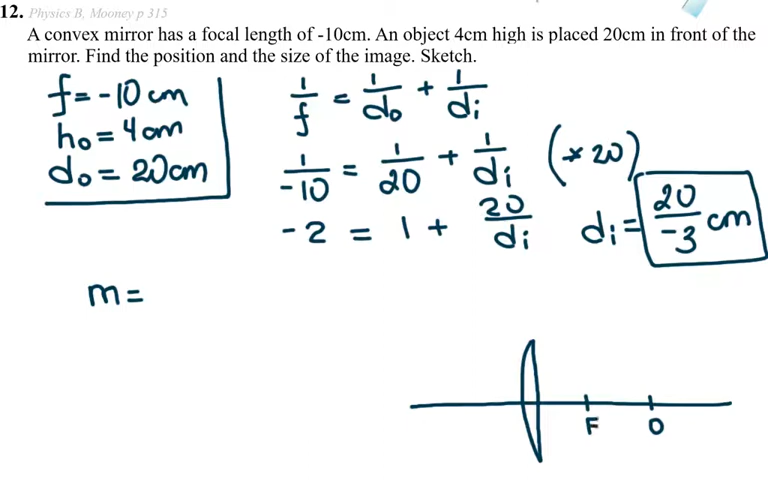 12. Physics B, Mooney p 315
A convex mirror has a focal length of -10cm. An object 4cm high is placed 20cm in front of the
mirror. Find the position and the size of the image. Sketch.
f = -10 cm
ho = 4 cm
do = 20 cm
1/f = 1/do + 1/di
1/-10 = 1/20 + 1/di (* 20)
-2 = 1 + 20/di
di = 20/-3 cm
m =
F O